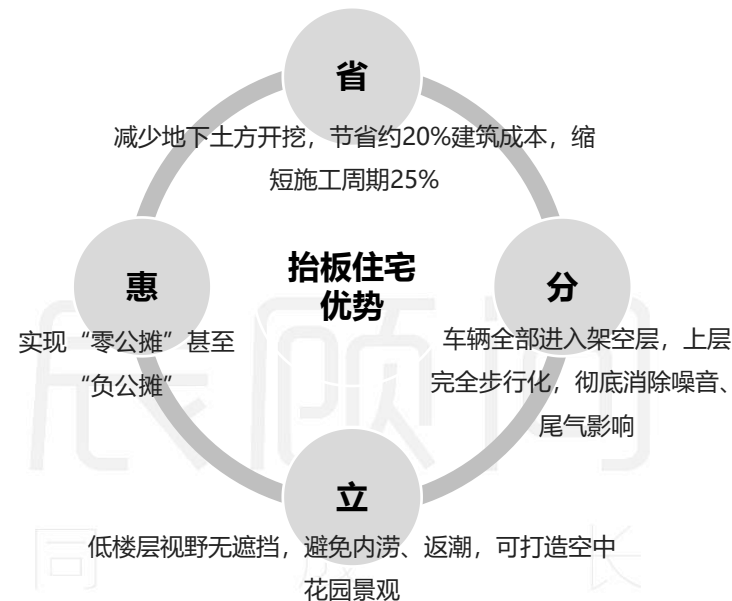 省
减少地下土方开挖，节省约20%建筑成本，缩
短施工周期25%
惠
实现“零公摊”甚至
“负公摊”
抬板住宅
优势
分
车辆全部进入架空层，上层
完全步行化，彻底消除噪音、
尾气影响
立
低楼层视野无遮挡，避免内涝、返潮，可打造空中
花园景观